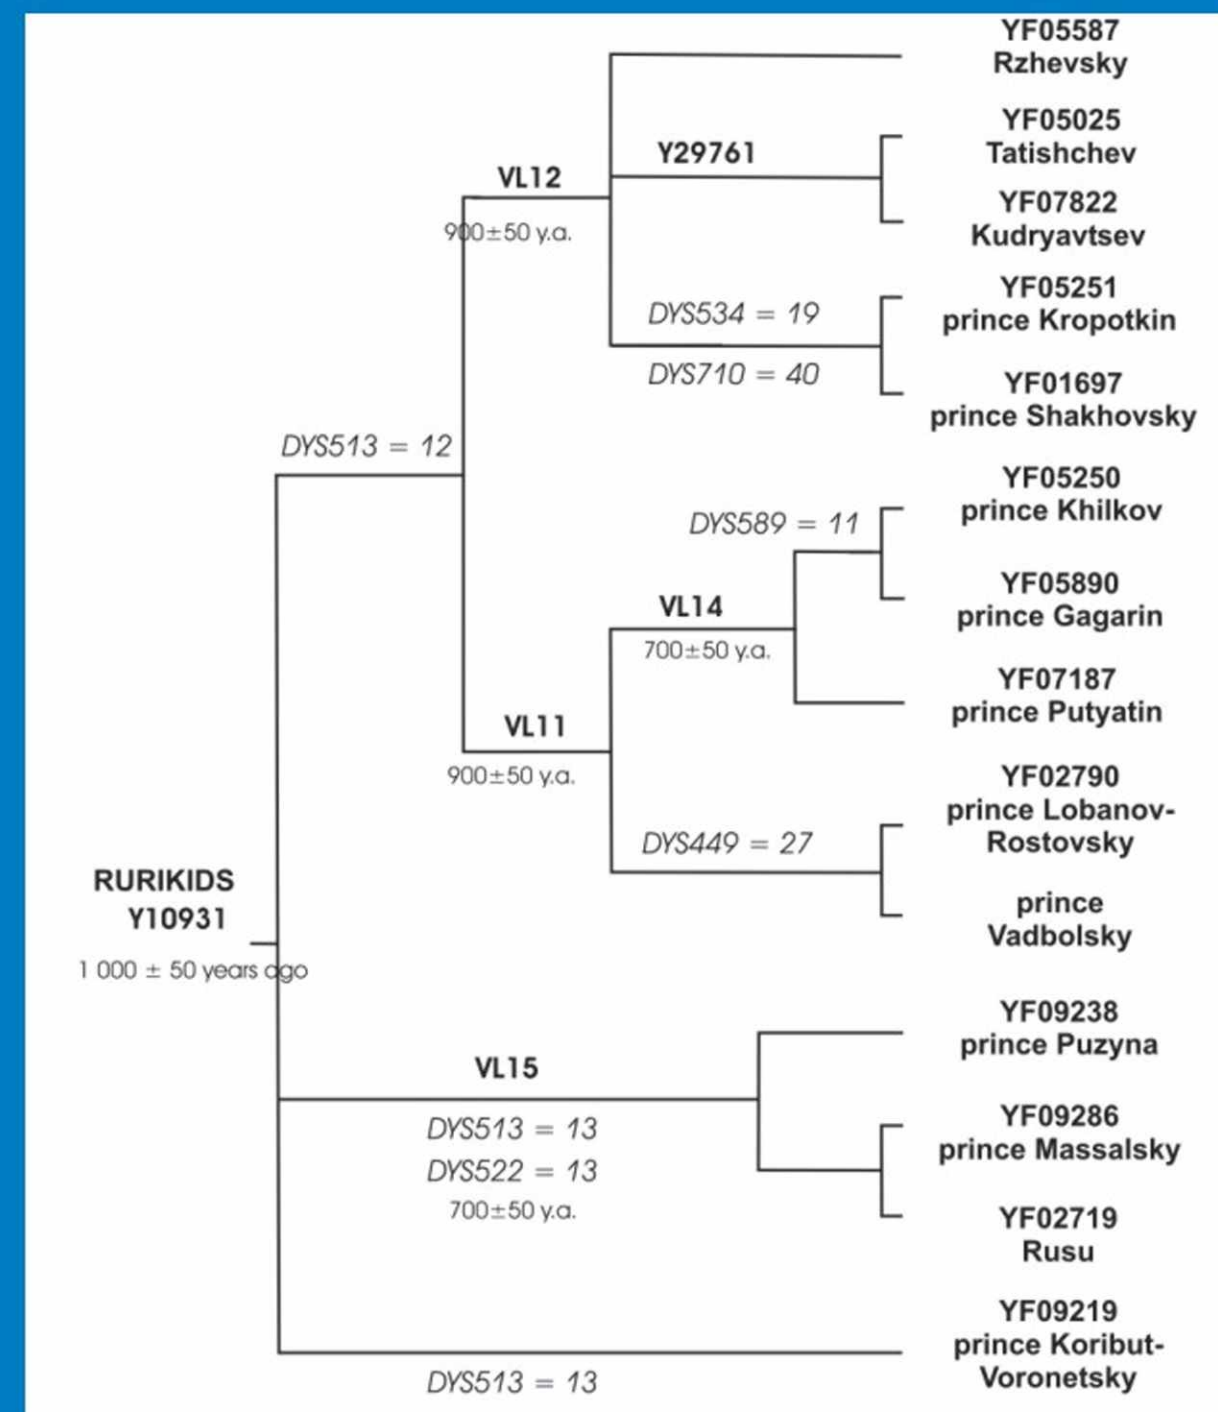 YF05587
Rzhevsky
YF05025
Tatishchev
Y29761
VL12
YF07822
Kudryavtsev
900±50 y.a.
YF05251
prince Kropotkin
DYS534 = 19
DYS710 = 40
YF01697
prince Shakhovsky
DYS513 = 12
YF05250
prince Khilkov
DYS589 = 11
YF05890
prince Gagarin
VL14
700±50 y.a.
YF07187
prince Putyatin
VL11
900±50 y.a.
YF02790
prince Lobanov-
Rostovsky
DYS449 = 27
RURIKIDS
Y10931
1 000 ± 50 years ago
prince
Vadbolsky
YF09238
prince Puzyna
VL15
DYS513 = 13
DYS522 = 13
700±50 y.a.
YF09286
prince Massalsky
YF02719
Rusu
YF09219
prince Koribut-
Voronetsky
DYS513 = 13